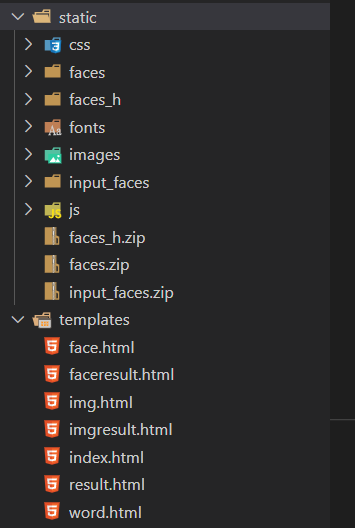 static
css
faces
faces_h
fonts
images
input_faces
js
faces_h.zip
faces.zip
input_faces.zip
templates
face.html
faceresult.html
img.html
imgresult.html
index.html
result.html
word.html